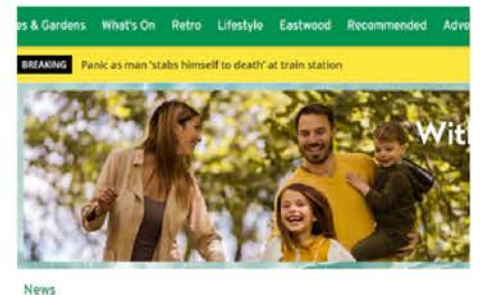 es & Gardens What's On Retro Lifestyle Eastwood Recommended Adve
BREAKING Panic as man 'stabs himself to death' at train station
With
News